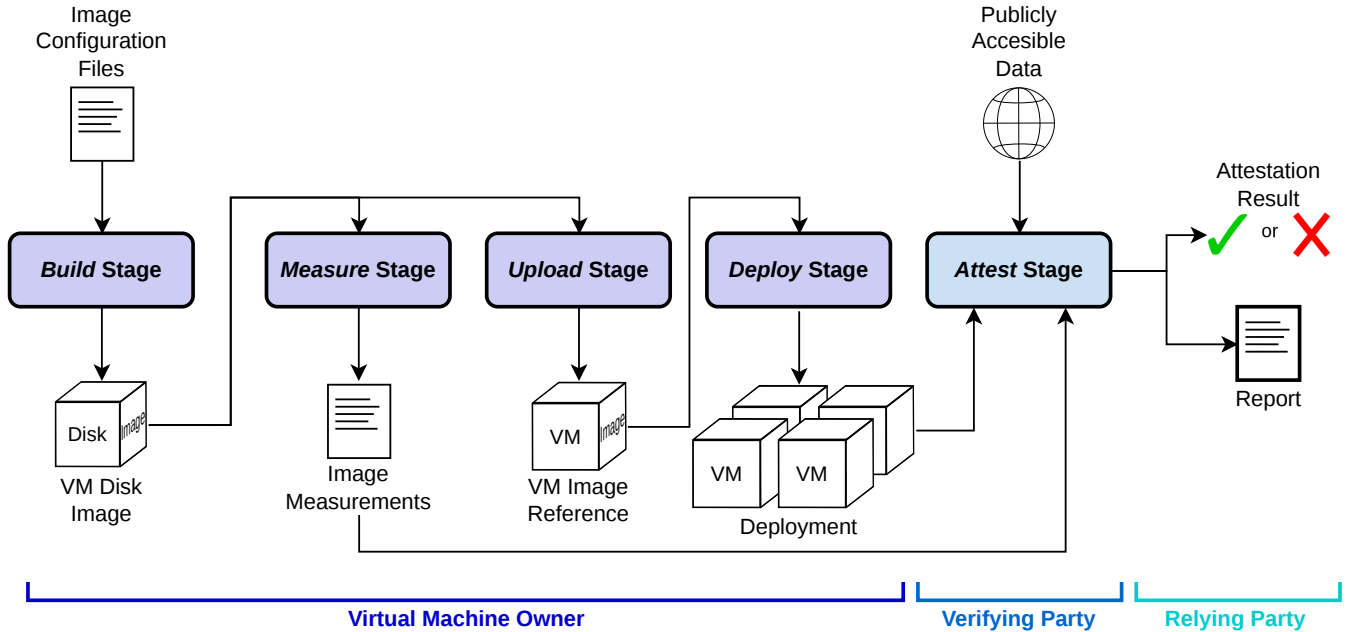 Image
Configuration
Files
Publicly
Accesible
Data
Attestation
Result
or
Build Stage
Measure Stage
Upload Stage
Deploy Stage
Attest Stage
Disk
Image
VM Disk
Image
Image
Measurements
VM
Image
VM Image
Reference
VM
VM
Deployment
Report
Virtual Machine Owner
Verifying Party
Relying Party